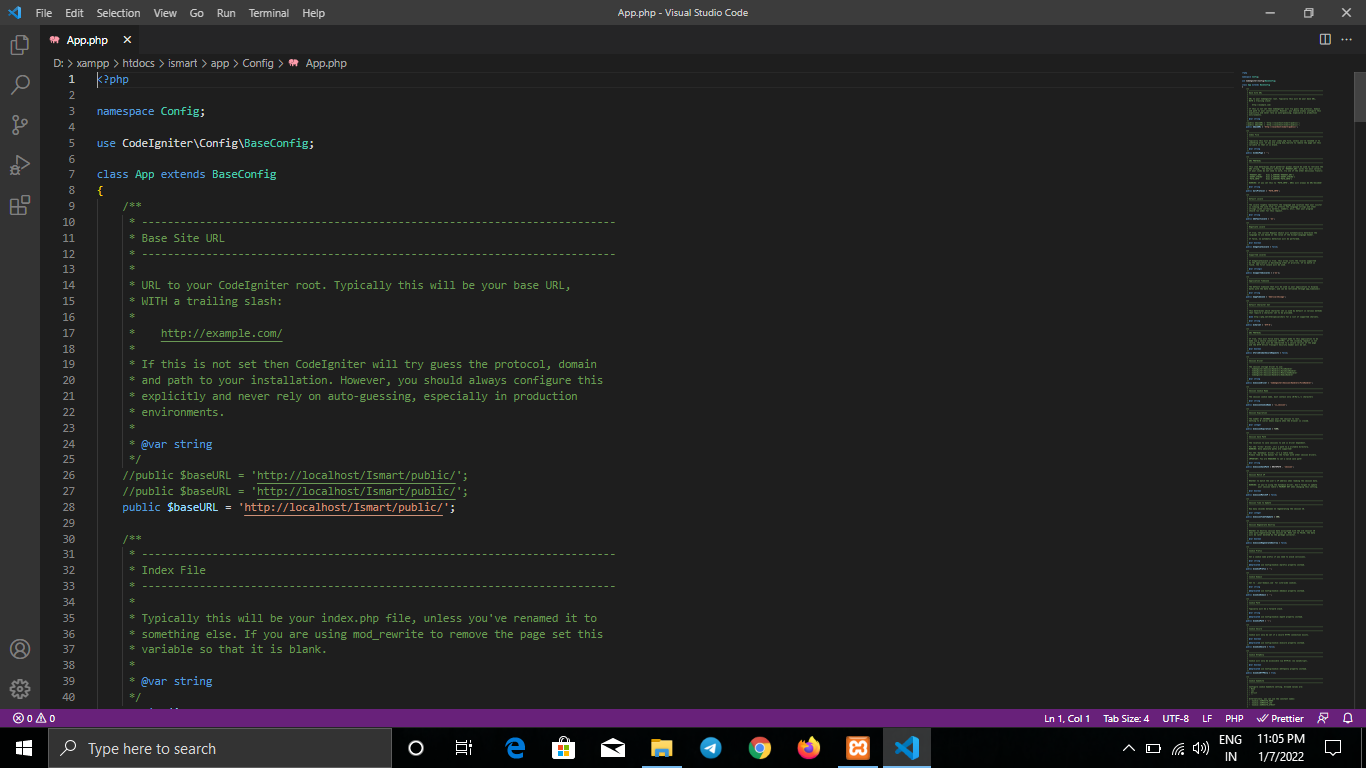 File Edit Selection View Go Run Terminal Help
App.php - Visual Studio Code
App.php
D: > xampp > htdocs > ismart > app > Config > App.php
1 <?php
2
3 namespace Config;
4
5 use CodeIgniter\Config\BaseConfig;
6
7 class App extends BaseConfig
8 {
9 /**
10 * --------------------------------------------------------------------------
11 * Base Site URL
12 * --------------------------------------------------------------------------
13 *
14 * URL to your CodeIgniter root. Typically this will be your base URL,
15 * WITH a trailing slash:
16 *
17 * http://example.com/
18 *
19 * If this is not set then CodeIgniter will try guess the protocol, domain
20 * and path to your installation. However, you should always configure this
21 * explicitly and never rely on auto-guessing, especially in production
22 * environments.
23 *
24 * @var string
25 */
26 //public $baseURL = 'http://localhost/Ismart/public/';
27 //public $baseURL = 'http://localhost/Ismart/public/';
28 public $baseURL = 'http://localhost/Ismart/public/';
29
30 /**
31 * --------------------------------------------------------------------------
32 * Index File
33 * --------------------------------------------------------------------------
34 *
35 * Typically this will be your index.php file, unless you've renamed it to
36 * something else. If you are using mod_rewrite to remove the page set this
37 * variable so that it is blank.
38 *
39 * @var string
40 */
0 0
Ln 1, Col 1 Tab Size: 4 UTF-8 LF PHP Prettier
Type here to search
ENG
IN
11:05 PM
1/7/2022